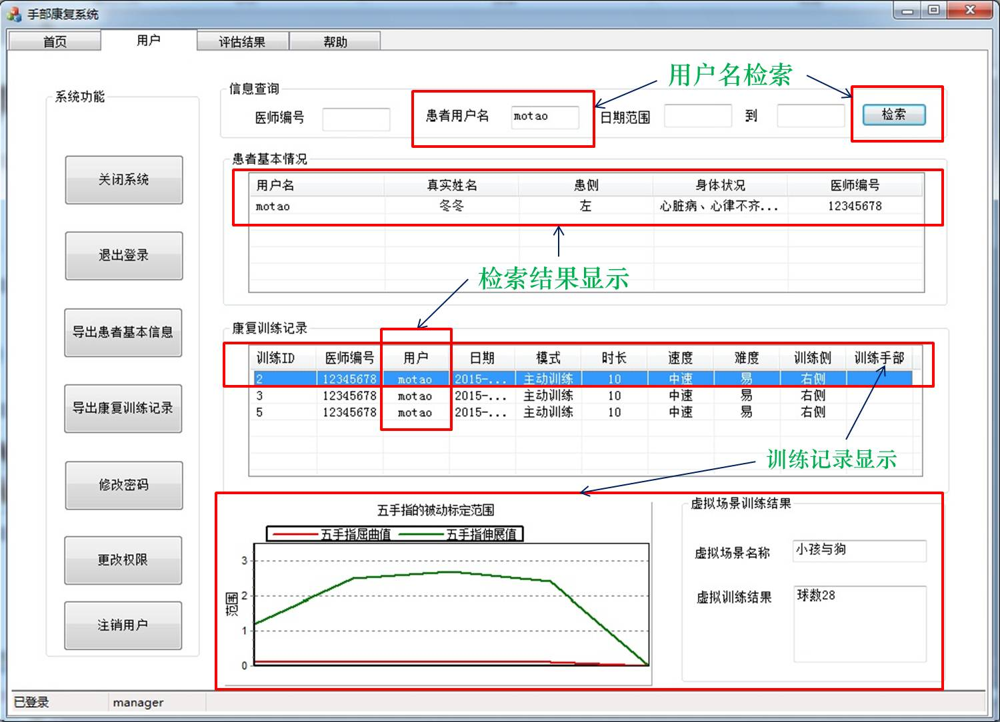 手部康复系统
首页 用户 评估结果 帮助
用户名检索
系统功能
信息查询
医师编号 患者用户名 motao 日期范围 到 检索
关闭系统
退出登录
导出患者基本信息
导出康复训练记录
修改密码
更改权限
注销用户
患者基本情况
用户名 真实姓名 患侧 身体状况 医师编号
motao 冬冬 左 心脏病、心律不齐... 12345678
检索结果显示
康复训练记录
训练ID 医师编号 用户 日期 模式 时长 速度 难度 训练侧 训练手部
2 12345678 motao 2015-... 主动训练 10 中速 易 右侧
3 12345678 motao 2015-... 主动训练 10 中速 易 右侧
5 12345678 motao 2015-... 主动训练 10 中速 易 右侧
训练记录显示
五手指的被动标定范围
五手指屈曲值 五手指伸展值
范围
3
2
1
0
虚拟场景训练结果
虚拟场景名称 小孩与狗
虚拟训练结果 球数28
已登录 manager